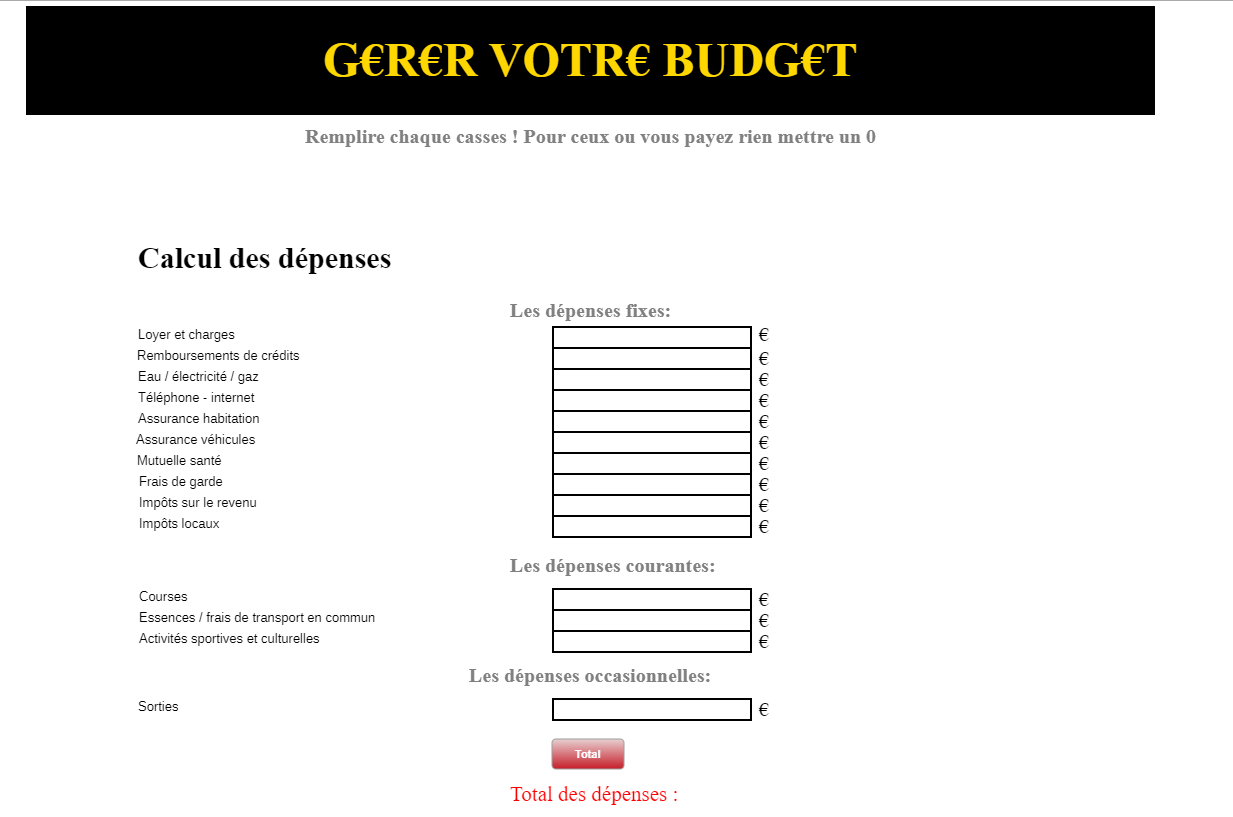 G€R€R VOTR€ BUDG€T
Remplire chaque casses ! Pour ceux ou vous payez rien mettre un 0
Calcul des dépenses
Les dépenses fixes:
Loyer et charges €
Remboursements de crédits €
Eau / électricité / gaz €
Téléphone - internet €
Assurance habitation €
Assurance véhicules €
Mutuelle santé €
Frais de garde €
Impôts sur le revenu €
Impôts locaux €
Les dépenses courantes:
Courses €
Essences / frais de transport en commun €
Activités sportives et culturelles €
Les dépenses occasionnelles:
Sorties €
Total
Total des dépenses :